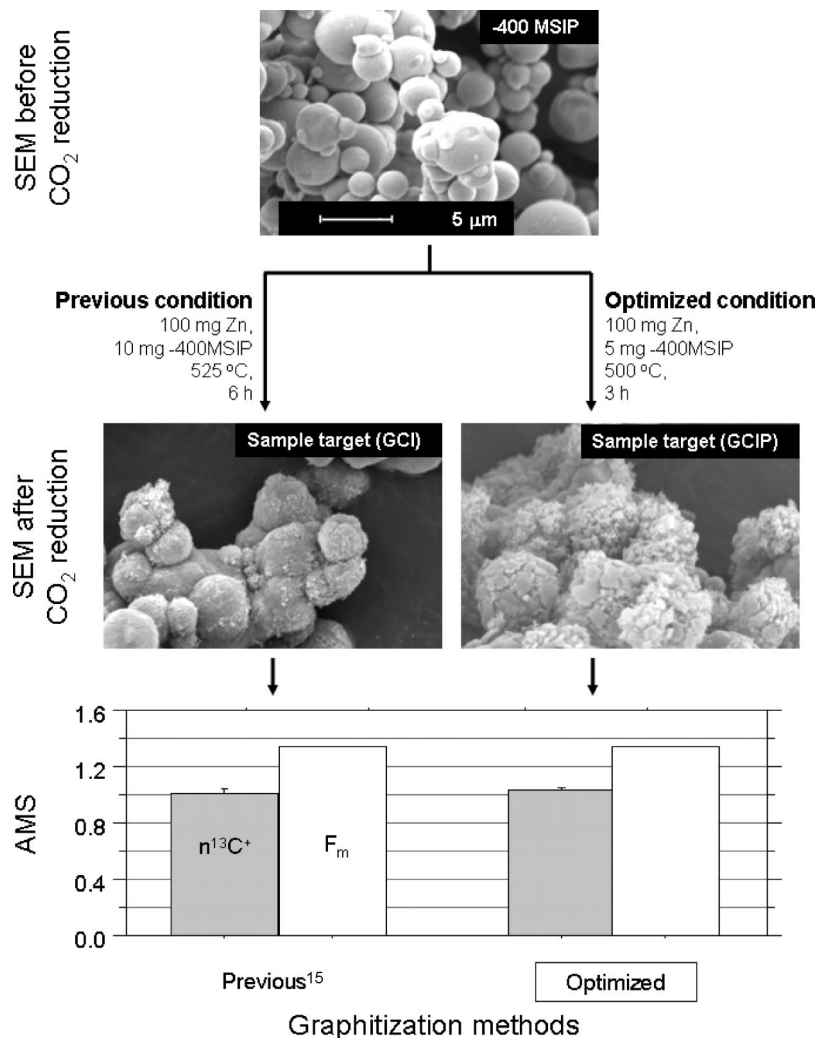 SEM before
CO₂ reduction
-400 MSIP
5 µm
Previous condition
100 mg Zn,
10 mg -400MSIP
525 ºC,
6 h
Optimized condition
100 mg Zn,
5 mg -400MSIP
500 ºC,
3 h
SEM after
CO₂ reduction
Sample target (GCI)
Sample target (GCIP)
AMS
1.6
1.2
0.8
0.4
0.0
n¹³C⁺
Fₘ
Previous¹⁵
Optimized
Graphitization methods